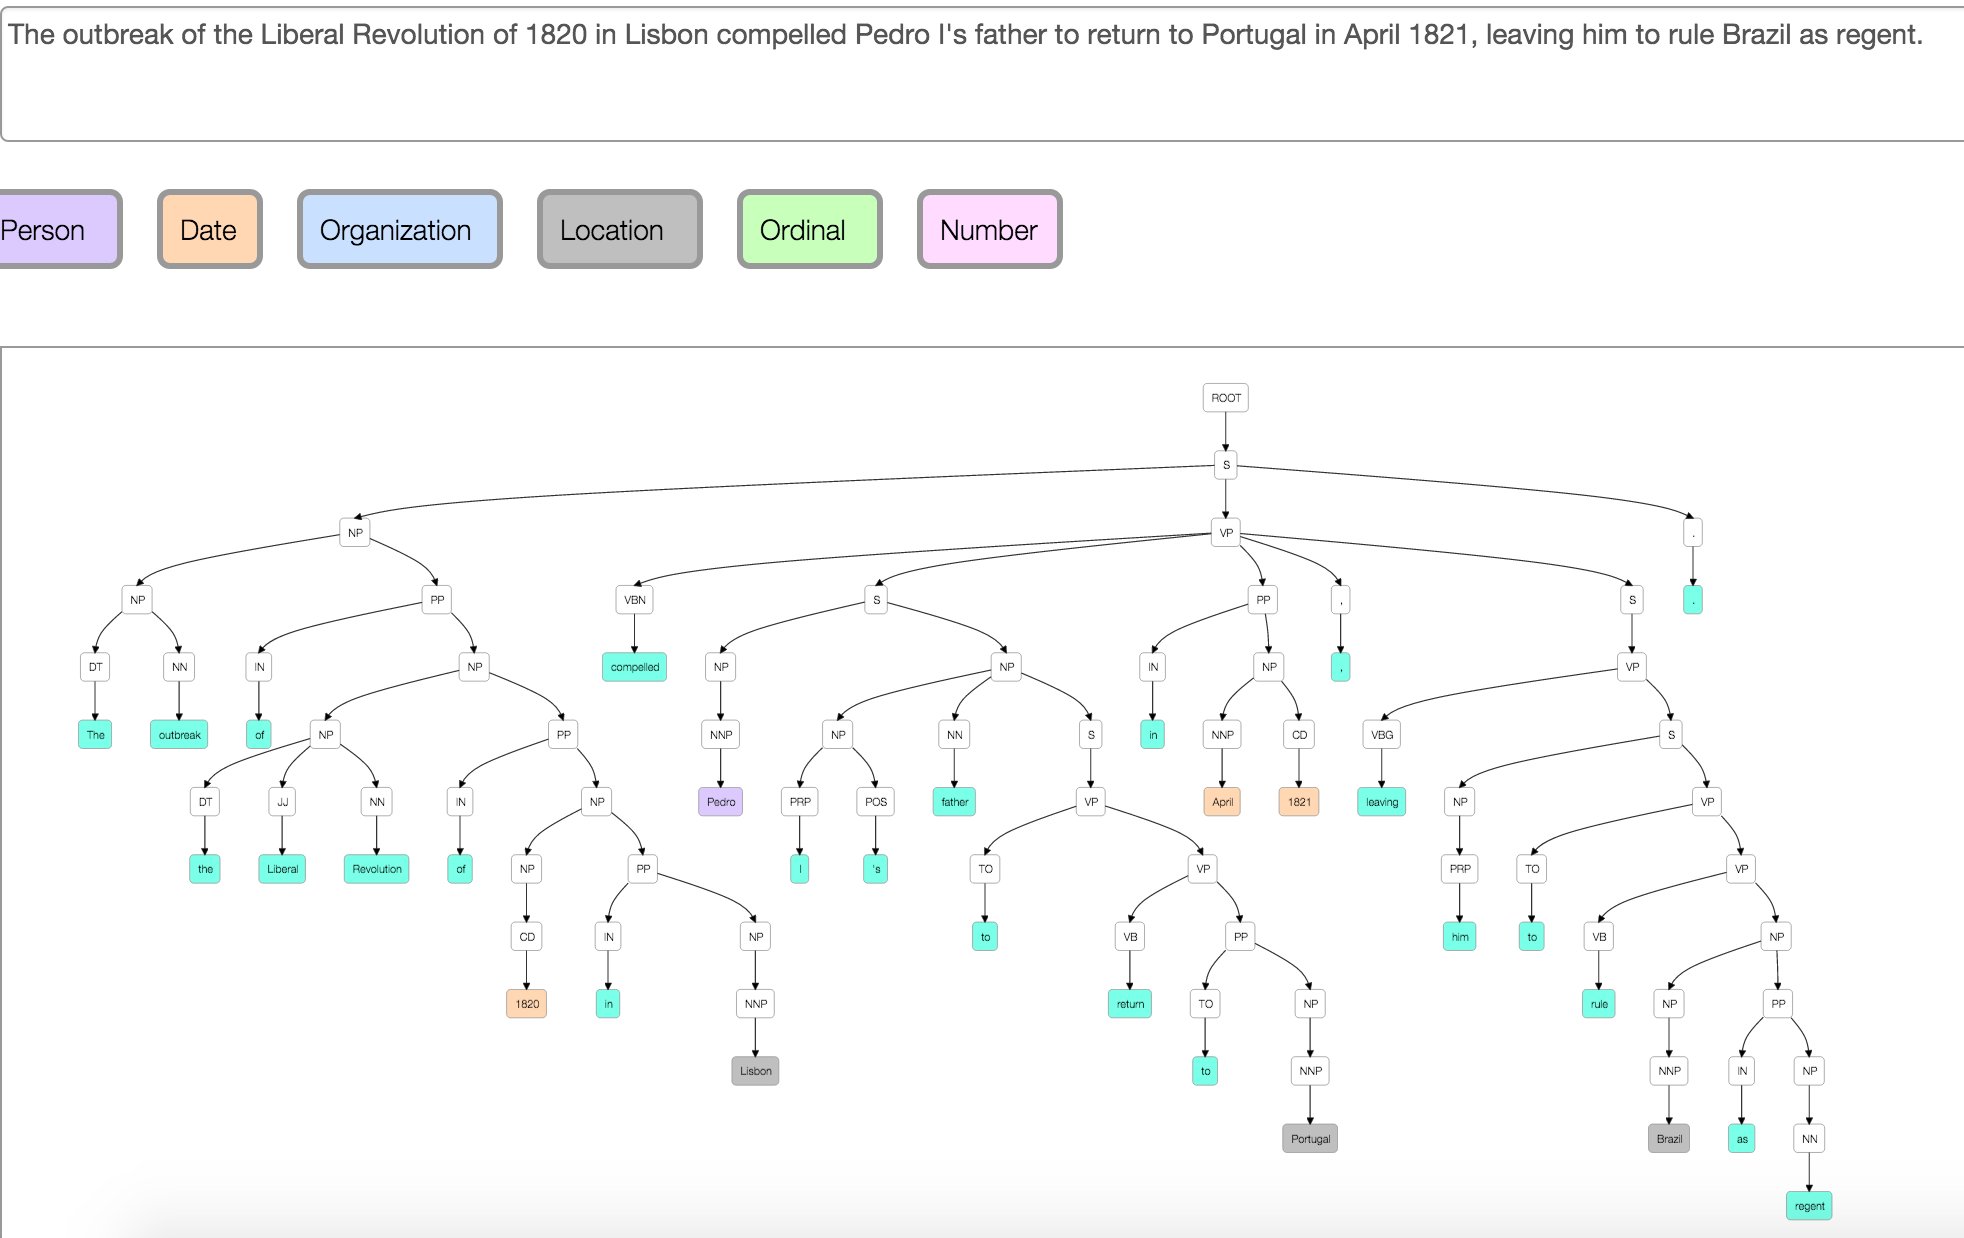 The outbreak of the Liberal Revolution of 1820 in Lisbon compelled Pedro I's father to return to Portugal in April 1821, leaving him to rule Brazil as regent.
Person Date Organization Location Ordinal Number
ROOT
S
NP VP .
NP PP VBN S PP , S .
DT NN IN NP compelled NP NP IN NP , VP
The outbreak of NP PP NNP NP NN S in NNP CD VBG S
DT JJ NN IN NP Pedro PRP POS father VP April 1821 leaving NP VP
the Liberal Revolution of NP PP I 's TO VP PRP TO VP
CD IN NP to VB PP him to VB NP
1820 in NNP return TO NP rule NP PP
Lisbon to NNP NNP IN NP
Portugal Brazil as NN
regent